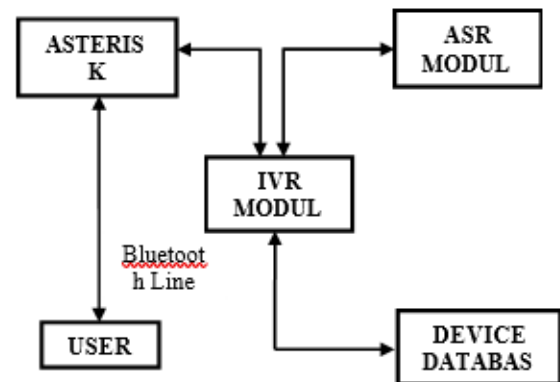 ASTERIS
K
ASR
MODUL
IVR
MODUL
Bluetoot
h Line
USER
DEVICE
DATABAS